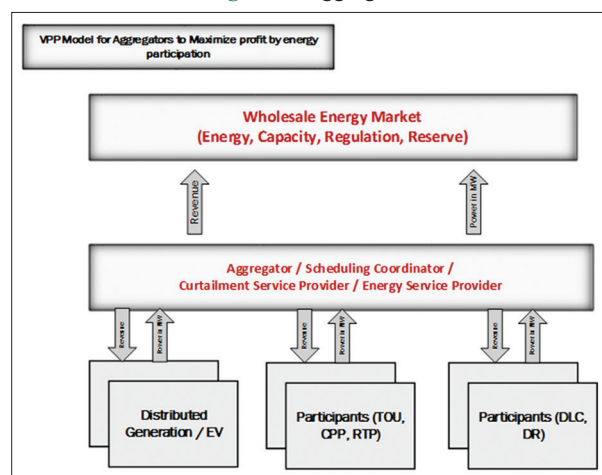 VPP Model for Aggregators to Maximize profit by energy
participation
Wholesale Energy Market
(Energy, Capacity, Regulation, Reserve)
Revenue
Power in MW
Aggregator / Scheduling Coordinator /
Curtailment Service Provider / Energy Service Provider
Revenue
Power in MW
Revenue
Power in MW
Revenue
Power in MW
Distributed
Generation / EV
Participants (TOU,
CPP, RTP)
Participants (DLC,
DR)